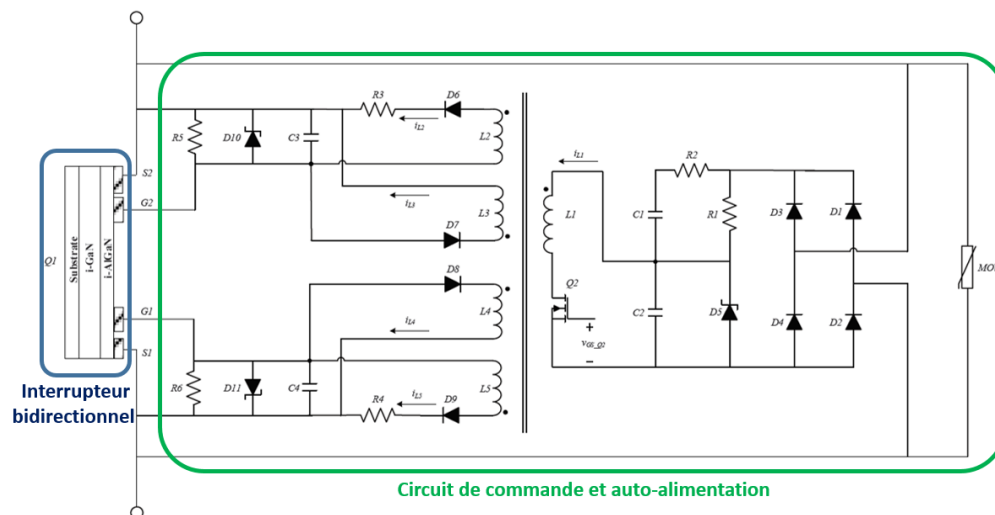 R3
D6
R5
D10
C3
iL2
L2
S2
G2
iL3
L3
D7
iL1
R2
C1
R1
D3
D1
L1
Q1
Substrate
i-GaN
i-AlGaN
D8
Q2
C2
D5
D4
D2
G1
S1
iL4
L4
vGS_Q2
+
–
R6
D11
C4
R4
iL5
D9
L5
Interrupteur
bidirectionnel
Circuit de commande et auto-alimentation